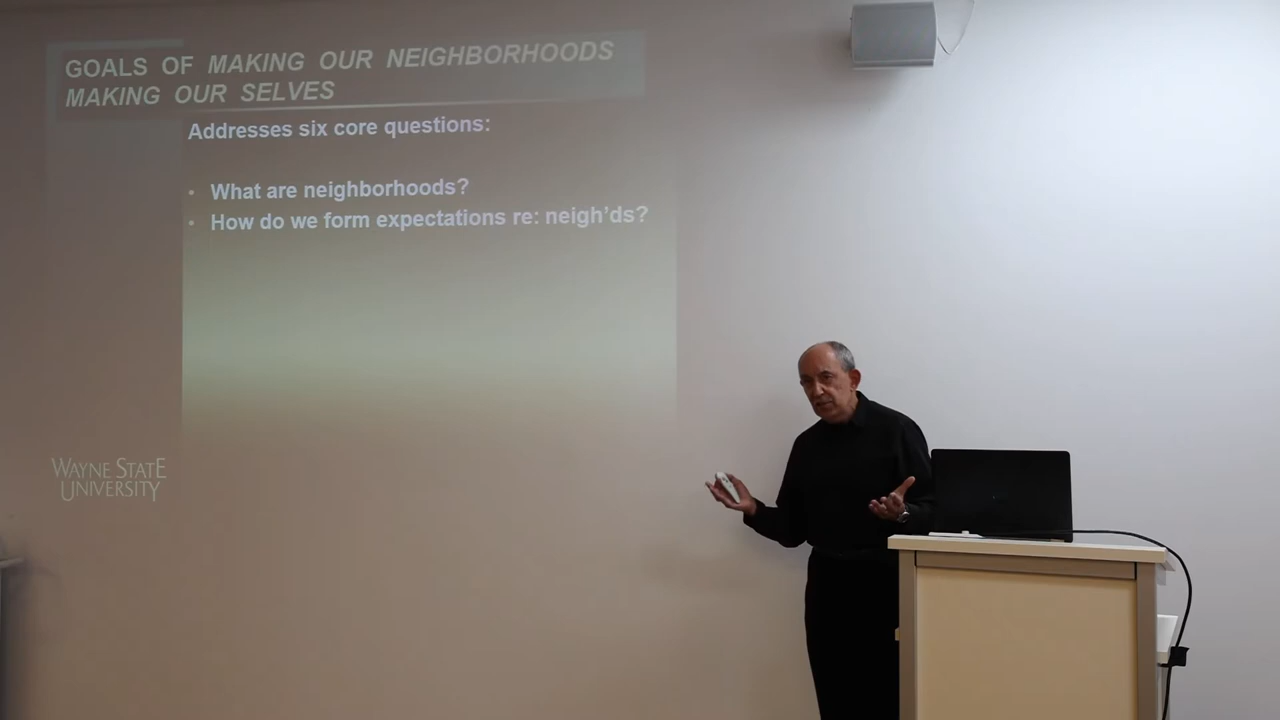 GOALS OF MAKING OUR NEIGHBORHOODS
MAKING OUR SELVES
Addresses six core questions:
• What are neighborhoods?
• How do we form expectations re: neigh'ds?
WAYNE STATE
UNIVERSITY